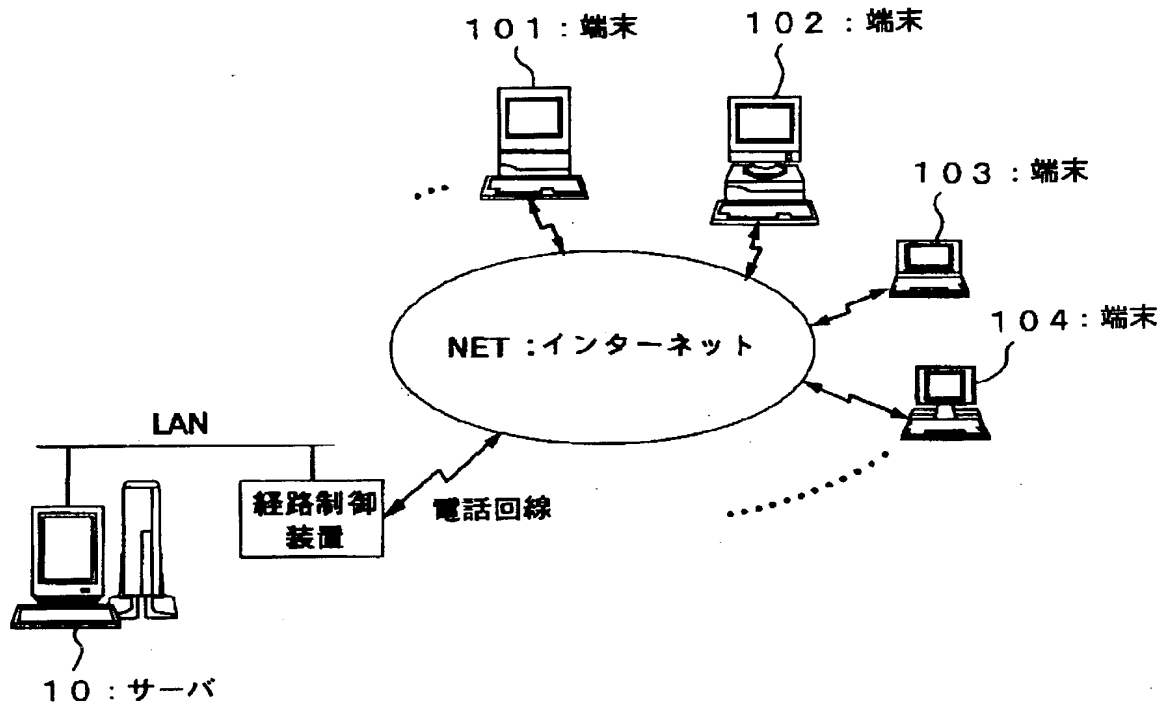 １０１：端末
１０２：端末
１０３：端末
１０４：端末
NET：インターネット
LAN
経路制御
装置
電話回線
１０：サーバ